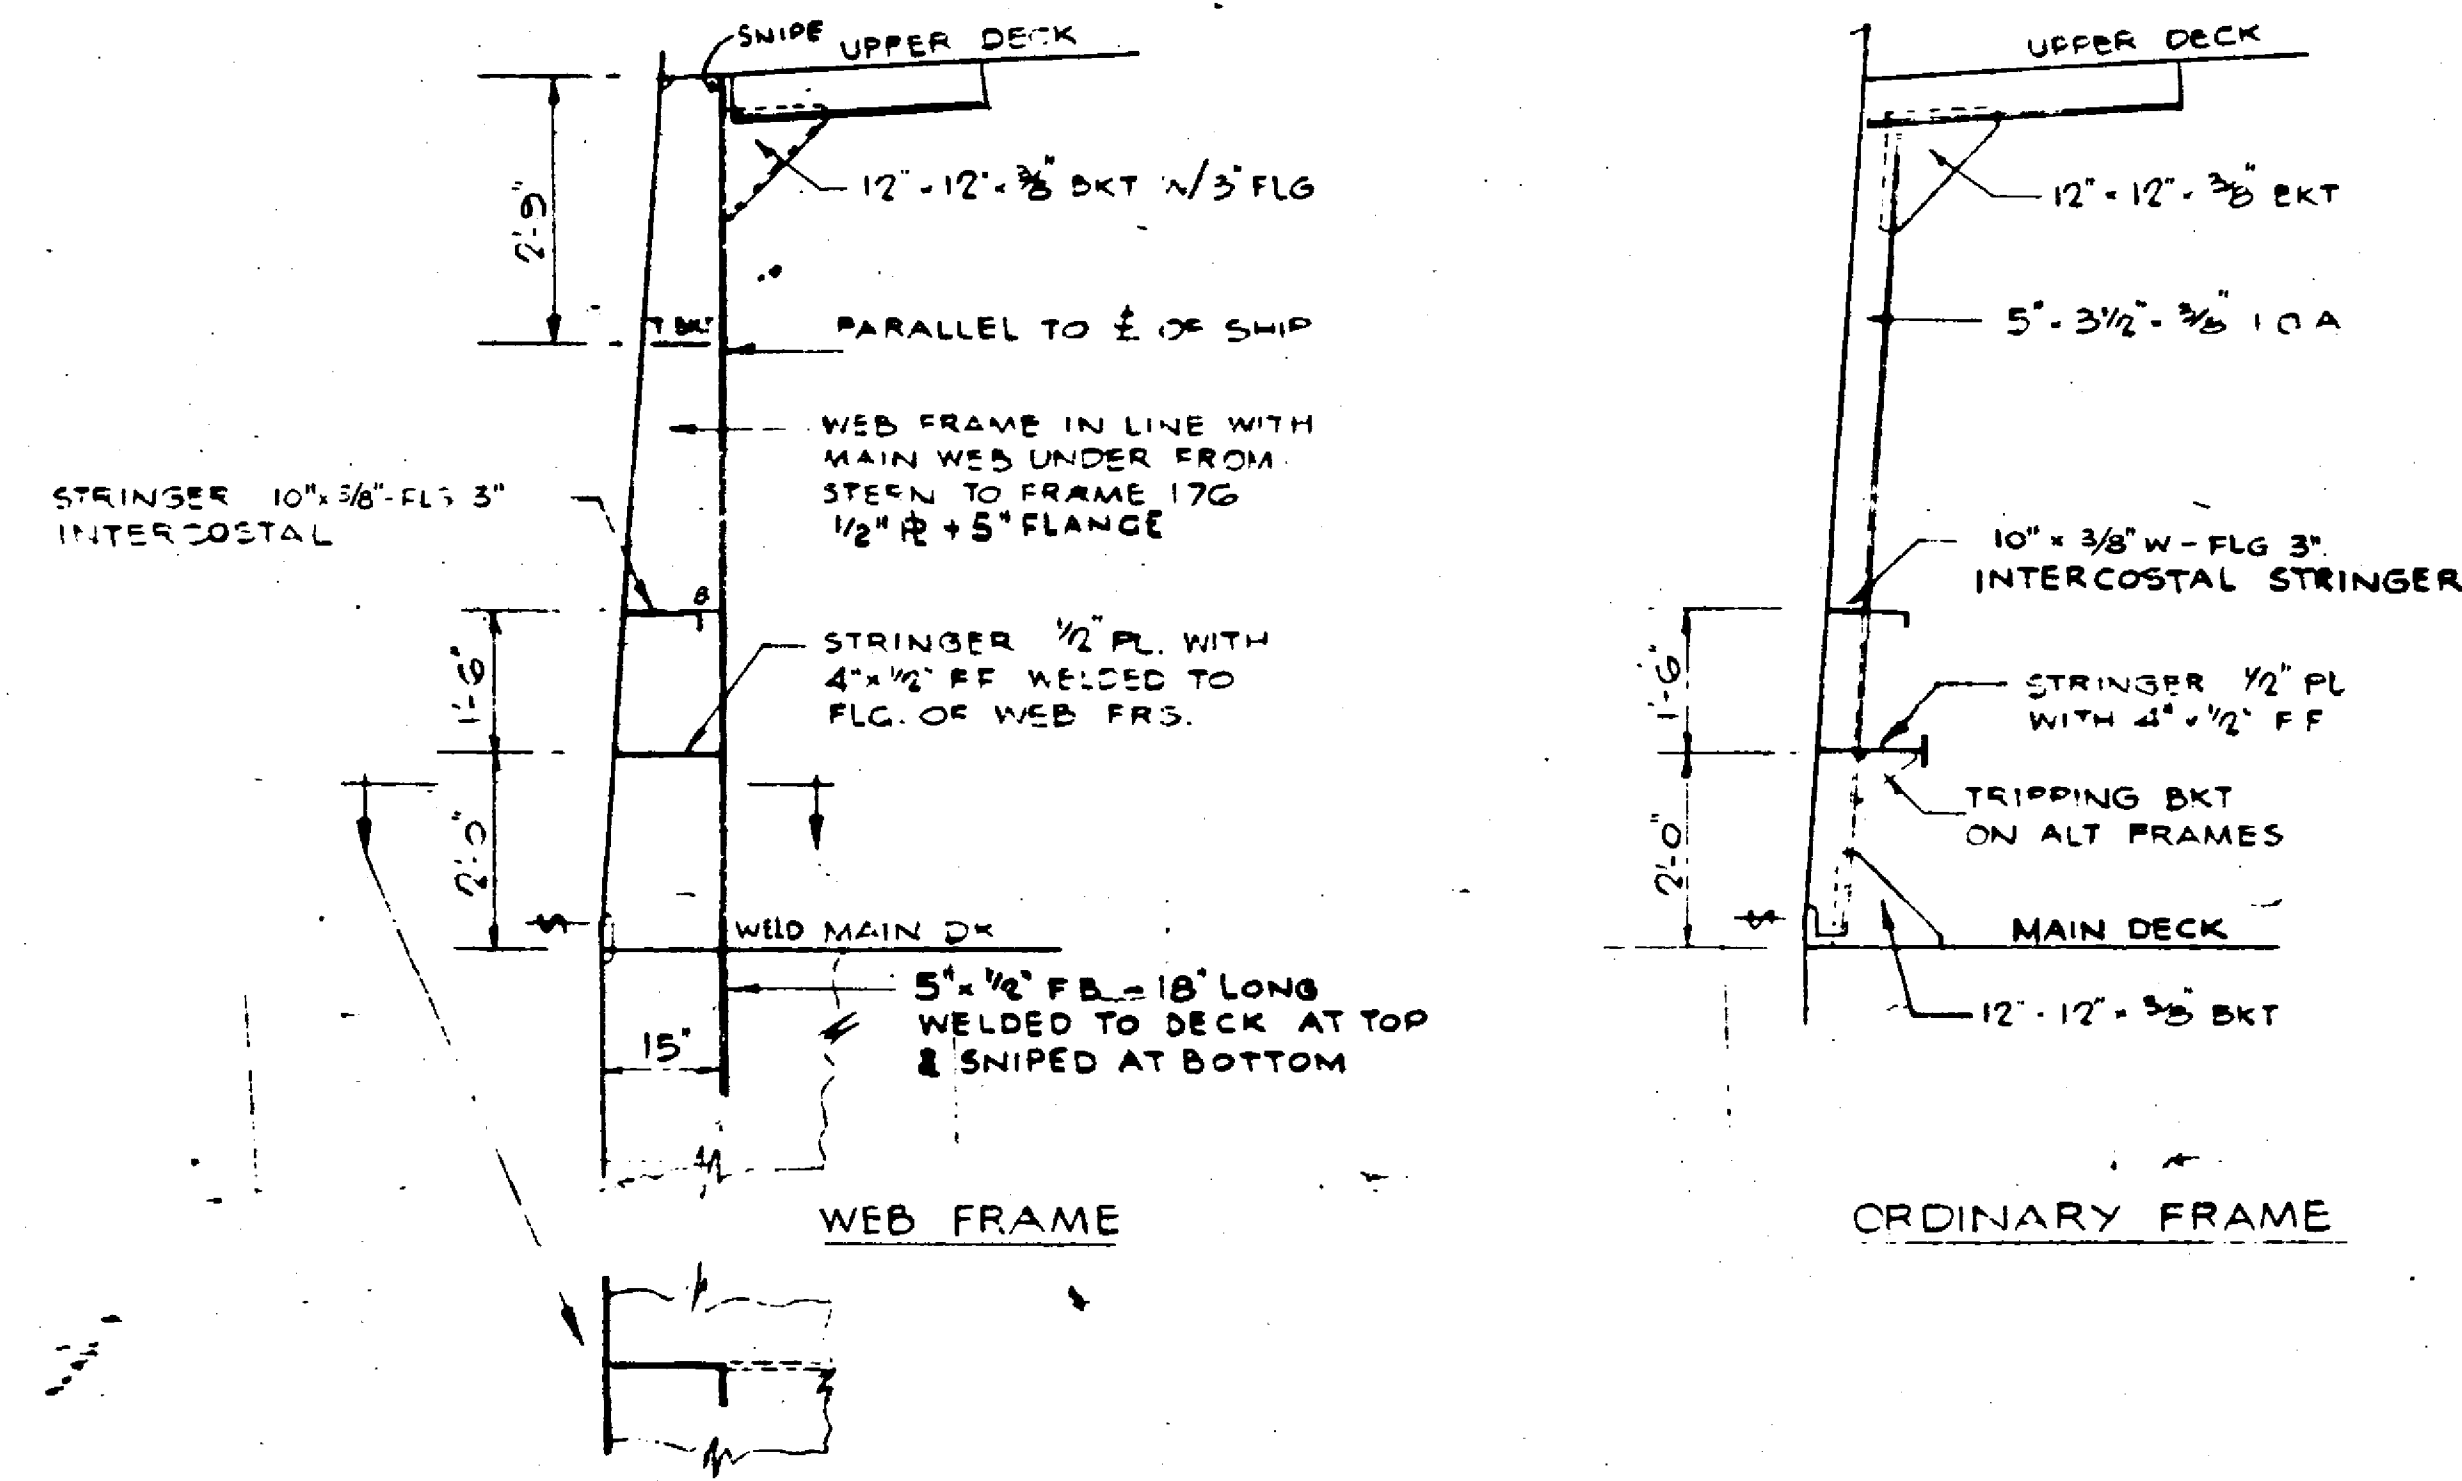 SNIPE
UPPER DECK
2'-9"
12" × 12" × 3/8" BKT W/3" FLG
BKT
PARALLEL TO ℄ OF SHIP
WEB FRAME IN LINE WITH
MAIN WEB UNDER FROM
STERN TO FRAME 176
1/2" ℞ + 5" FLANGE
STRINGER 10" × 3/8" - FLG 3"
INTERCOSTAL
1'-6"
STRINGER 1/2" PL. WITH
4" × 1/2" FF WELDED TO
FLG. OF WEB FRS.
2'-0"
WELD MAIN DK
5" × 1/2" FB - 18" LONG
WELDED TO DECK AT TOP
& SNIPED AT BOTTOM
15"
WEB FRAME
UPPER DECK
12" × 12" × 3/8" BKT
5" × 3 1/2" × 3/8" I O A
10" × 3/8" W - FLG 3"
INTERCOSTAL STRINGER
1'-6"
STRINGER 1/2" PL
WITH 4" × 1/2" FF
TRIPPING BKT
ON ALT FRAMES
2'-0"
MAIN DECK
12" × 12" × 3/8" BKT
ORDINARY FRAME